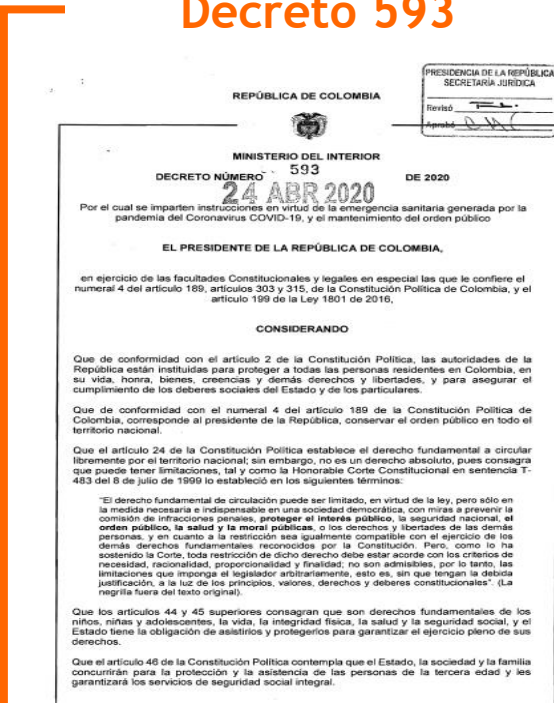 Decreto 593
PRESIDENCIA DE LA REPÚBLICA
SECRETARÍA JURÍDICA
Revisó
Aprobó
REPÚBLICA DE COLOMBIA
MINISTERIO DEL INTERIOR
DECRETO NÚMERO 593 DE 2020
24 ABR 2020
Por el cual se imparten instrucciones en virtud de la emergencia sanitaria generada por la
pandemia del Coronavirus COVID-19, y el mantenimiento del orden público
EL PRESIDENTE DE LA REPÚBLICA DE COLOMBIA,
en ejercicio de las facultades Constitucionales y legales en especial las que le confiere el
numeral 4 del artículo 189, artículos 303 y 315, de la Constitución Política de Colombia, y el
artículo 199 de la Ley 1801 de 2016,
CONSIDERANDO
Que de conformidad con el artículo 2 de la Constitución Política, las autoridades de la
República están instituidas para proteger a todas las personas residentes en Colombia, en
su vida, honra, bienes, creencias y demás derechos y libertades, y para asegurar el
cumplimiento de los deberes sociales del Estado y de los particulares.
Que de conformidad con el numeral 4 del artículo 189 de la Constitución Política de
Colombia, corresponde al presidente de la República, conservar el orden público en todo el
territorio nacional.
Que el artículo 24 de la Constitución Política establece el derecho fundamental a circular
libremente por el territorio nacional; sin embargo, no es un derecho absoluto, pues consagra
que puede tener limitaciones, tal y como la Honorable Corte Constitucional en sentencia T-
483 del 8 de julio de 1999 lo estableció en los siguientes términos:
"El derecho fundamental de circulación puede ser limitado, en virtud de la ley, pero sólo en
la medida necesaria e indispensable en una sociedad democrática, con miras a prevenir la
comisión de infracciones penales, proteger el interés público, la seguridad nacional, el
orden público, la salud y la moral públicas, o los derechos y libertades de las demás
personas, y en cuanto a la restricción sea igualmente compatible con el ejercicio de los
demás derechos fundamentales reconocidos por la Constitución. Pero, como lo ha
sostenido la Corte, toda restricción de dicho derecho debe estar acorde con los criterios de
necesidad, racionalidad, proporcionalidad y finalidad; no son admisibles, por lo tanto, las
limitaciones que imponga el legislador arbitrariamente, esto es, sin que tengan la debida
justificación, a la luz de los principios, valores, derechos y deberes constitucionales". (La
negrilla fuera del texto original).
Que los artículos 44 y 45 superiores consagran que son derechos fundamentales de los
niños, niñas y adolescentes, la vida, la integridad física, la salud y la seguridad social, y el
Estado tiene la obligación de asistirlos y protegerlos para garantizar el ejercicio pleno de sus
derechos.
Que el artículo 46 de la Constitución Política contempla que el Estado, la sociedad y la familia
concurrirán para la protección y la asistencia de las personas de la tercera edad y les
garantizará los servicios de seguridad social integral.